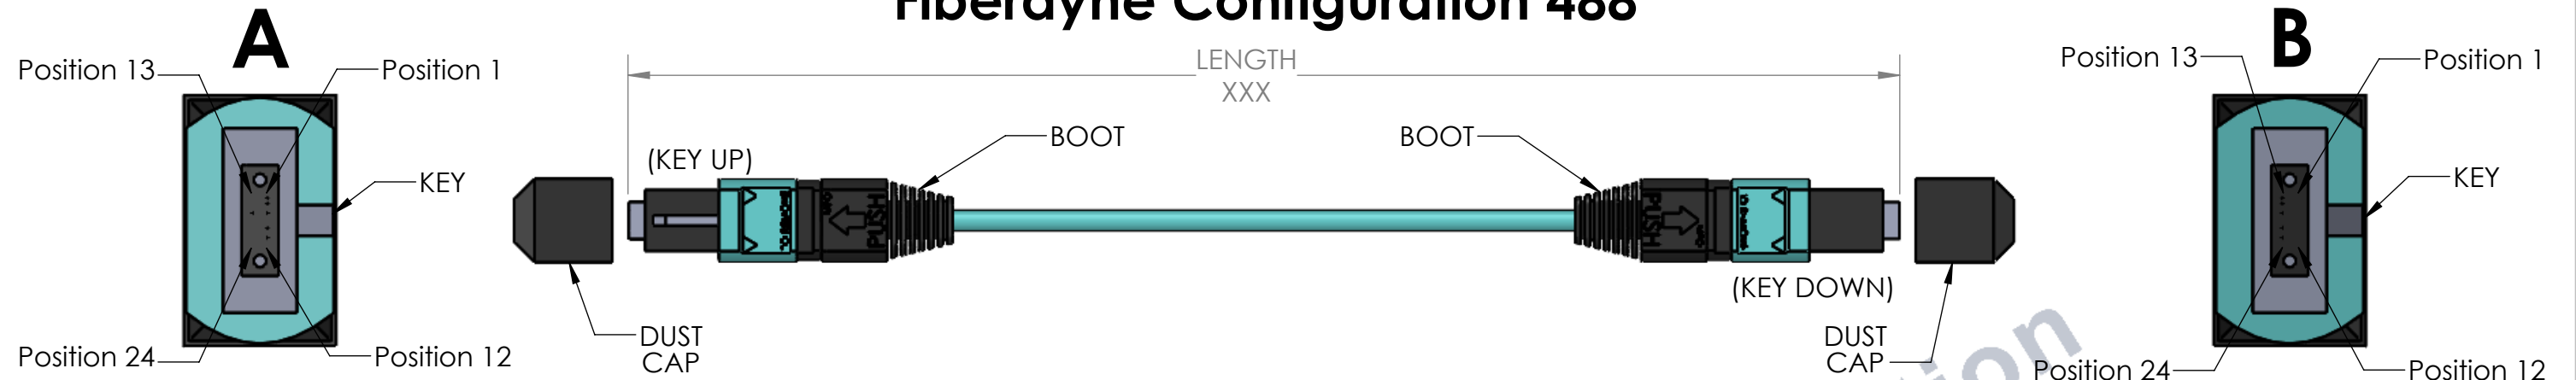 Fiberdyne Configuration 488
A
B
Position 13
Position 1
LENGTH
XXX
Position 13
Position 1
(KEY UP)
BOOT
BOOT
KEY
KEY
PUSH
PUSH
(KEY DOWN)
DUST
CAP
DUST
CAP
Position 24
Position 12
Position 24
Position 12